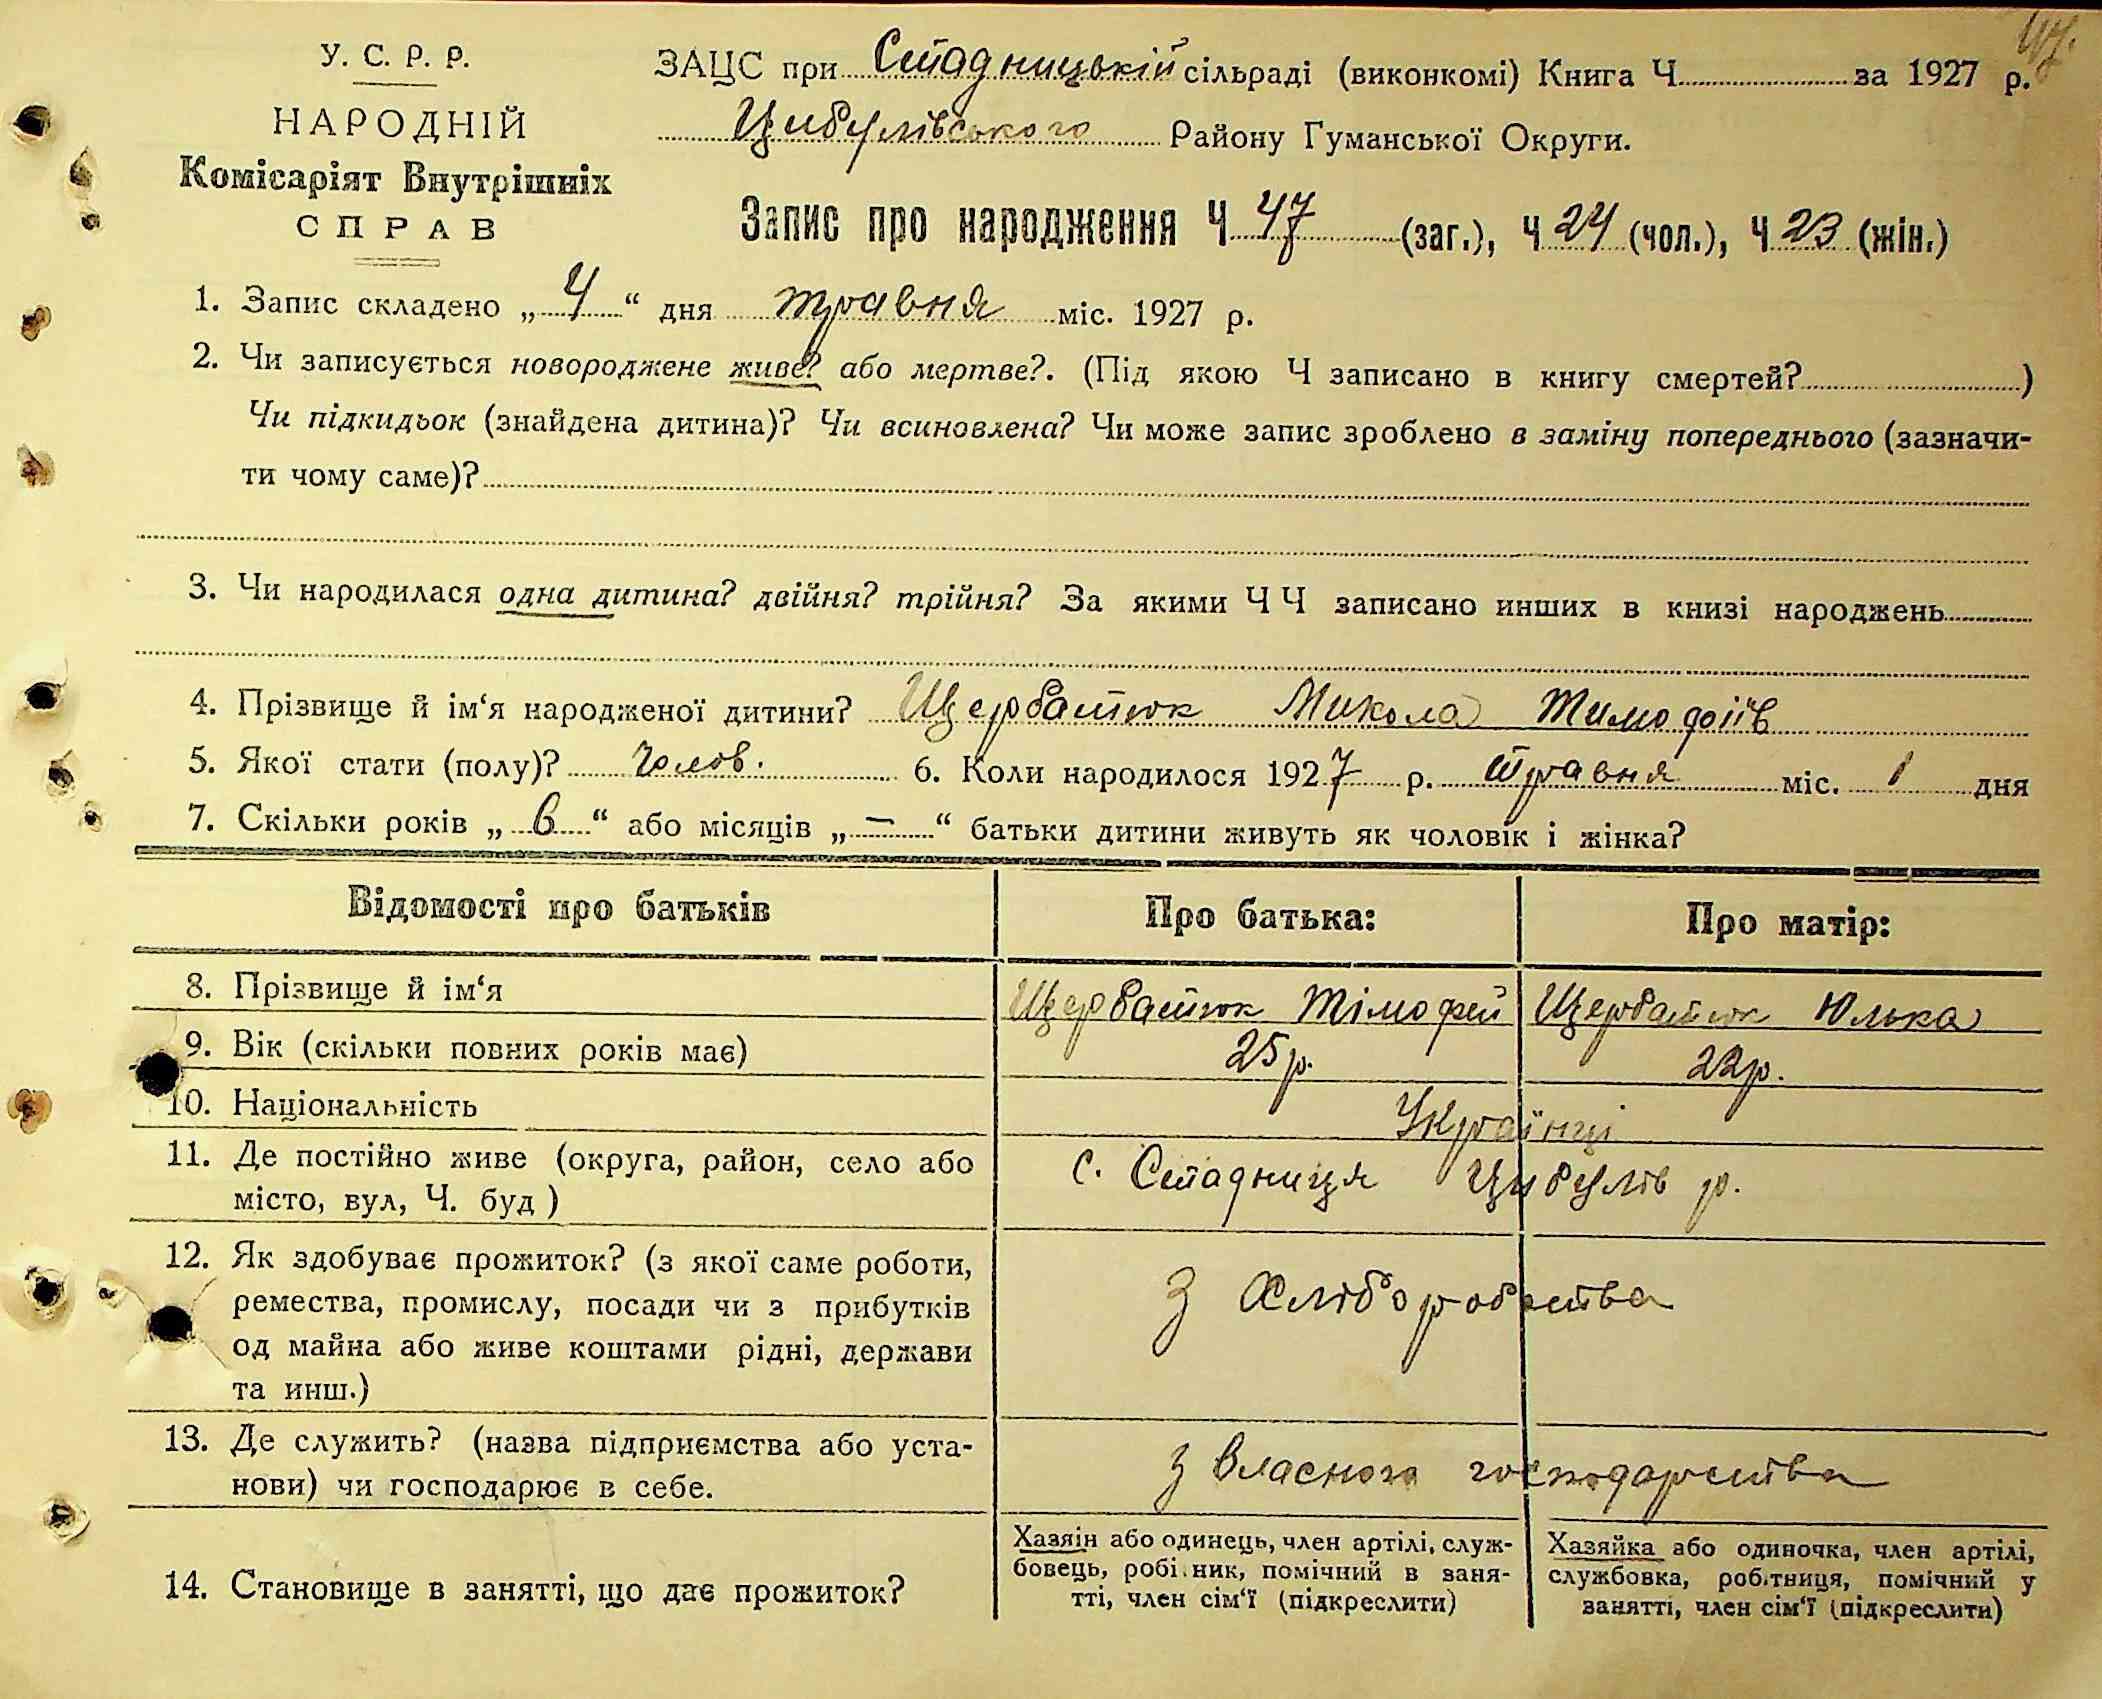 47.
У. С. Р. Р.
НАРОДНІЙ
Комісаріят Внутрішніх
СПРАВ
ЗАЦС при Стадницькій сільраді (виконкомі) Книга Ч за 1927 р.
Цибулівського Району Гуманської Округи.
Запис про народження Ч 47 (заг.), Ч 24 (чол.), Ч 23 (жін.)
1. Запис складено „ 4 “ дня травня міс. 1927 р.
2. Чи записується новороджене живе? або мертве?. (Під якою Ч записано в книгу смертей? )
Чи підкидьок (знайдена дитина)? Чи всиновлена? Чи може запис зроблено в заміну попереднього (зазначи-
ти чому саме)?
3. Чи народилася одна дитина? двійня? трійня? За якими ЧЧ записано инших в книзі народжень
4. Прізвище й ім‘я народженої дитини? Щербатюк Микола Тимофіїв
5. Якої стати (полу)? Чолов. 6. Коли народилося 1927 р. травня міс. 1 дня
7. Скільки років „ 6 “ або місяців „ — “ батьки дитини живуть як чоловік і жінка?
Відомості про батьків Про батька: Про матір:
8. Прізвище й ім‘я Щербатюк Тімофей Щербатюк Юлька
9. Вік (скільки повних років має) 25 р. 22 р.
10. Національність Українці
11. Де постійно живе (округа, район, село або
місто, вул, Ч. буд ) с. Стадниця Цибулів р.
12. Як здобуває прожиток? (з якої саме роботи,
ремества, промислу, посади чи з прибутків
од майна або живе коштами рідні, держави
та инш.)
З Хліборобства
13. Де служить? (назва підприємства або уста-
нови) чи господарює в себе.
З власного господарства
14. Становище в занятті, що дає прожиток?
Хазяін або одинець, член артілі, служ-
бовець, робі.ник, помічний в заня-
тті, член сім‘ї (підкреслити)
Хазяйка або одиночка, член артілі,
службовка, робітниця, помічний у
занятті, член сім‘ї (підкреслити)